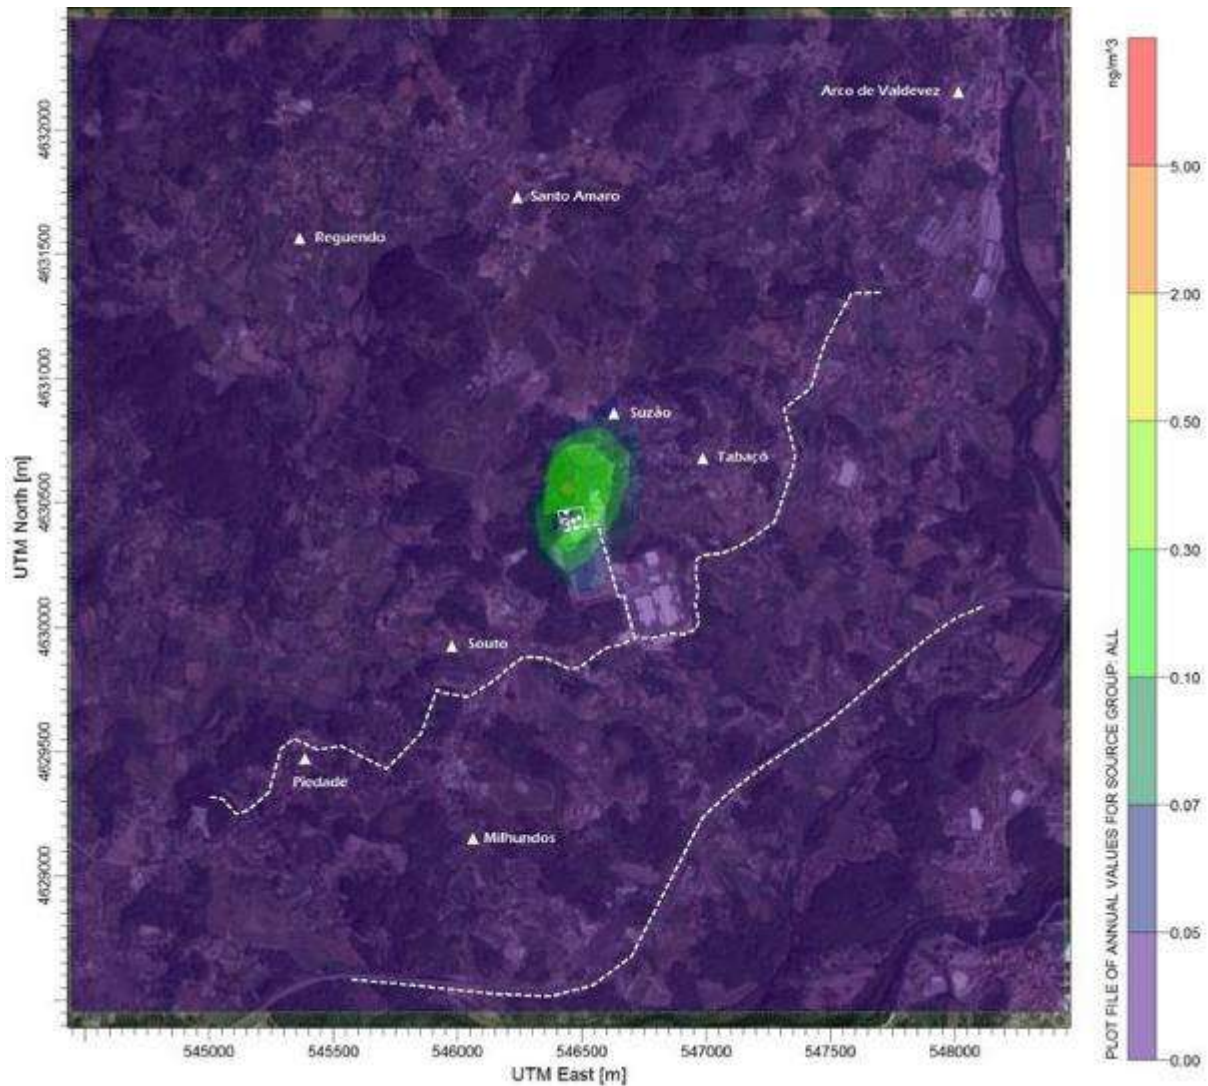 ng/m^3
Arco de Valdevez
5.00
4632000
Santo Amaro
Reguendo
4631500
2.00
4631000
Suzão
0.50
Tabaçô
4630500
UTM North [m]
0.30
4630000
Souto
0.10
PLOT FILE OF ANNUAL VALUES FOR SOURCE GROUP: ALL
4629500
Piedade
0.07
Milhundos
4629000
0.05
0.00
545000
545500
546000
546500
547000
547500
548000
UTM East [m]